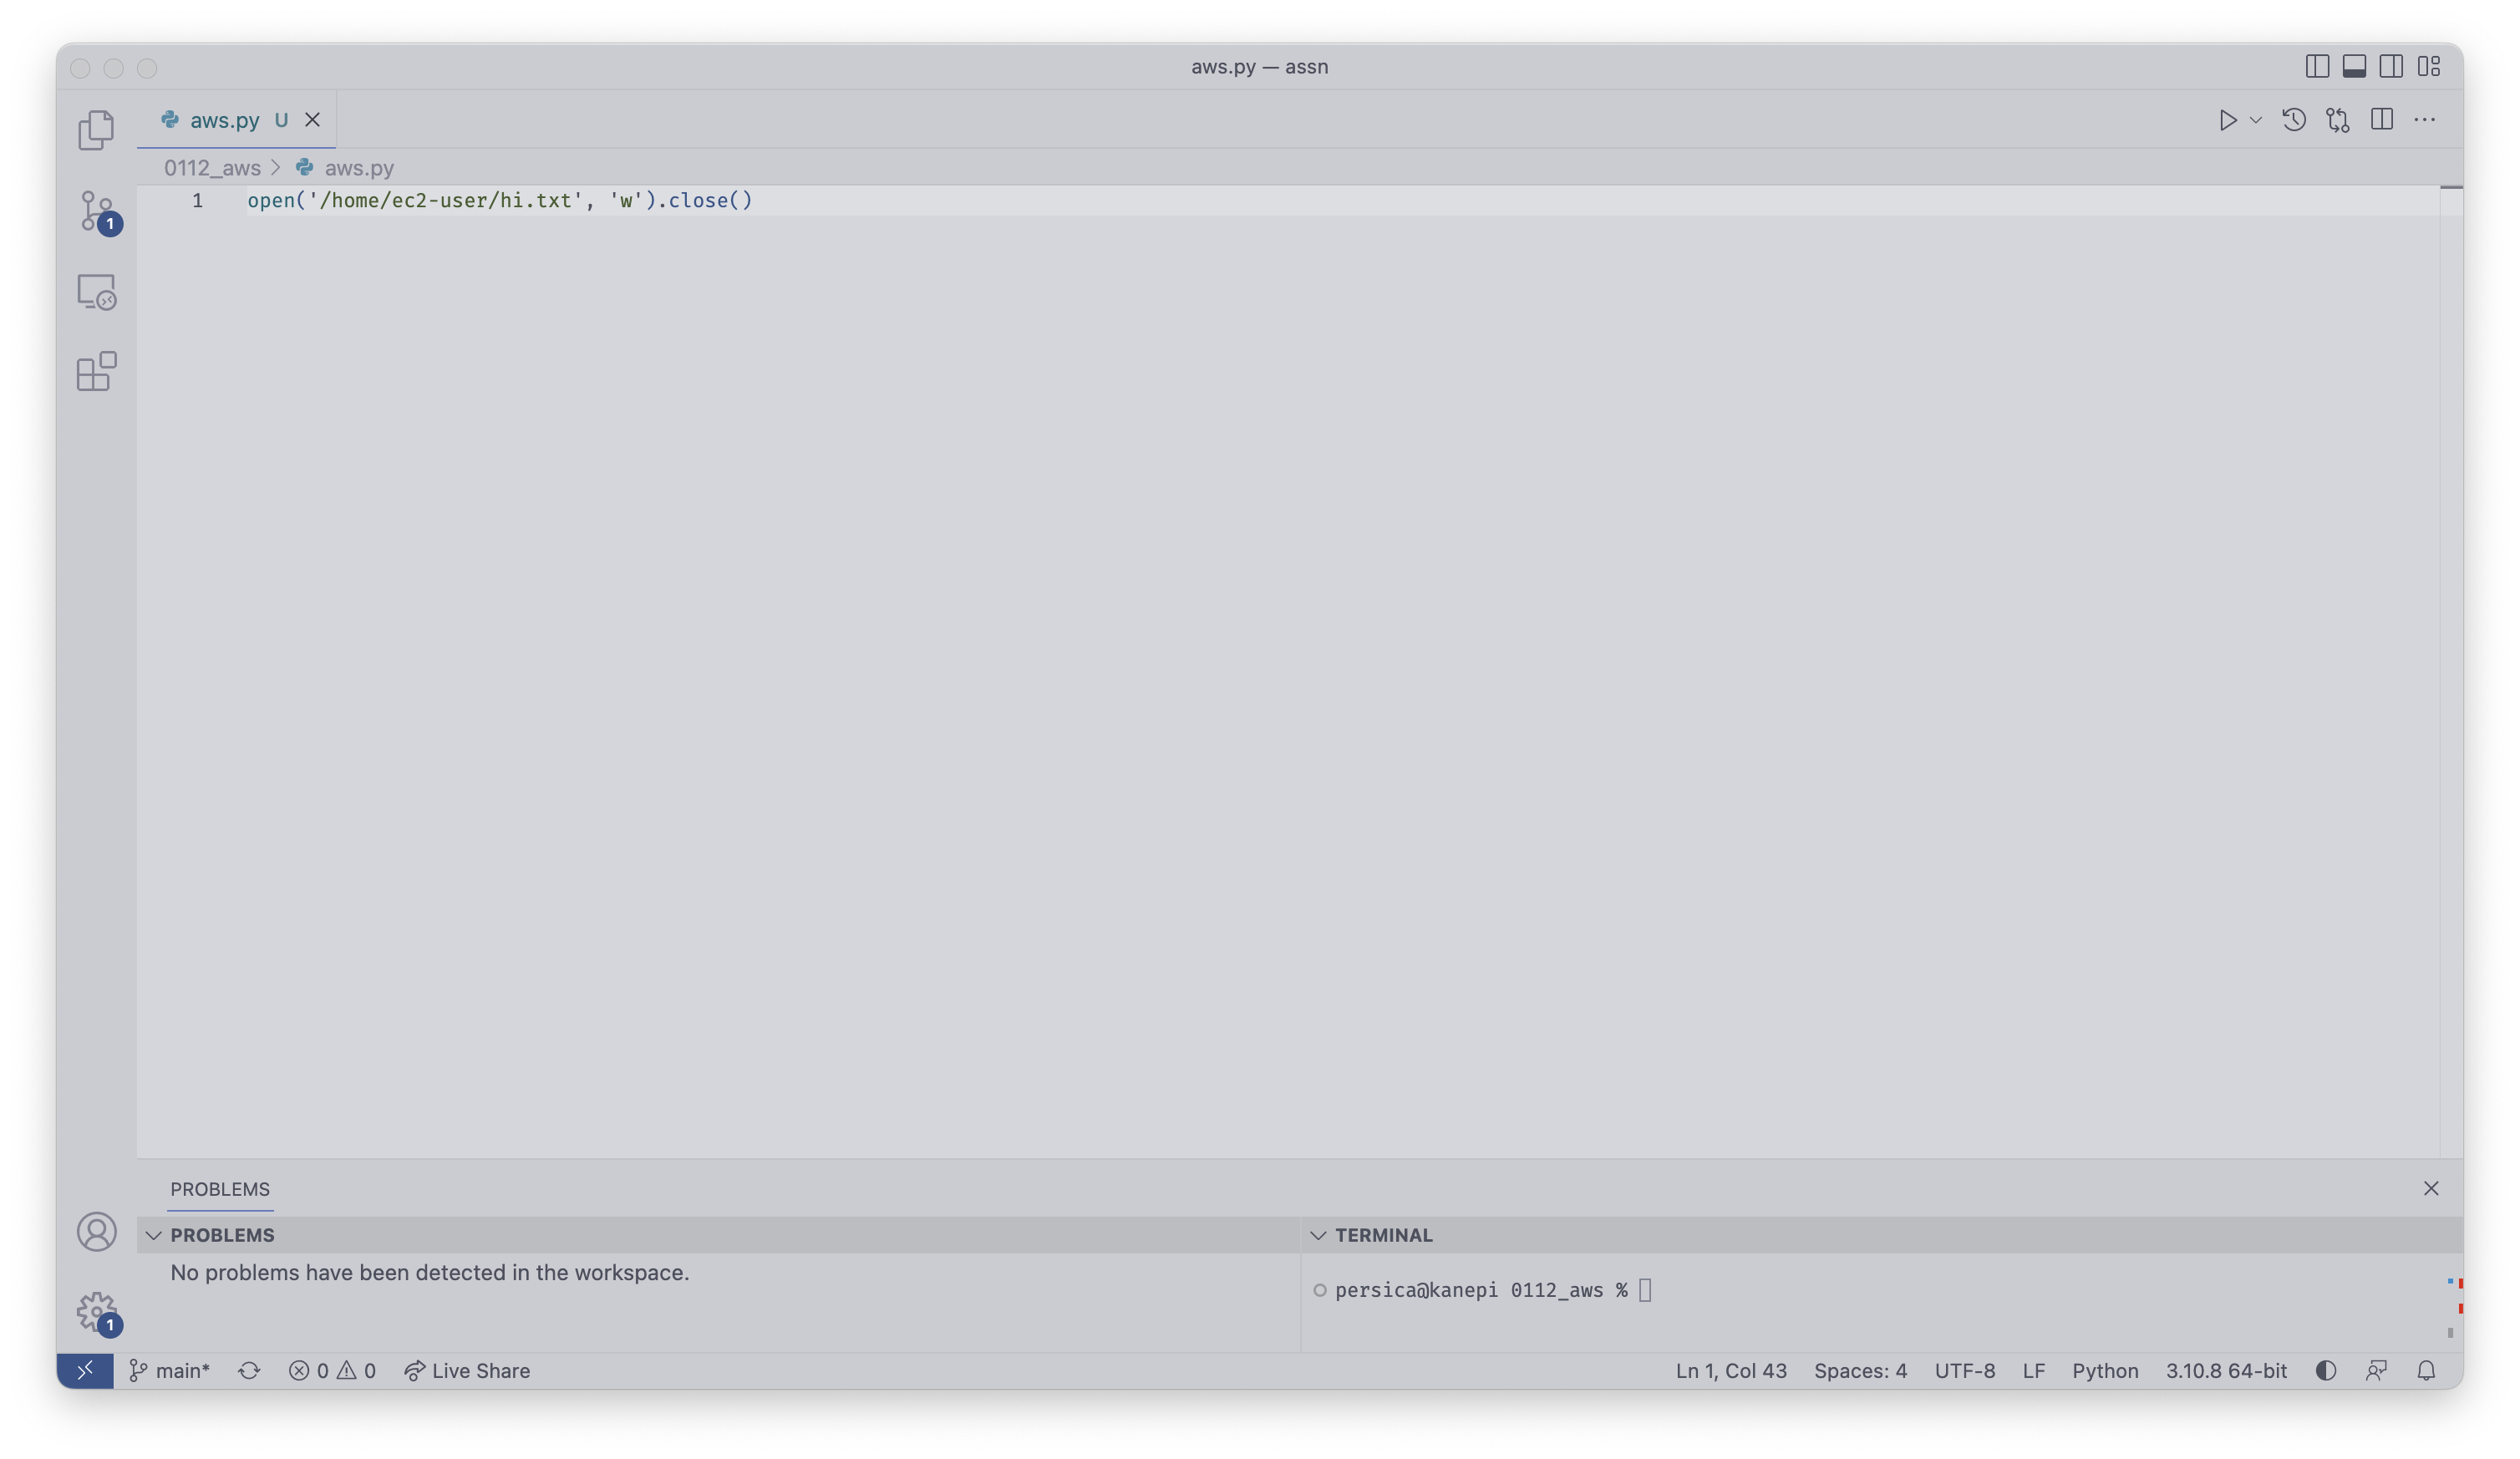 aws.py — assn
aws.py U
0112_aws > aws.py
1 open('/home/ec2-user/hi.txt', 'w').close()
1
PROBLEMS
PROBLEMS
No problems have been detected in the workspace.
TERMINAL
persica@kanepi 0112_aws %
1
main* 0 0 Live Share
Ln 1, Col 43 Spaces: 4 UTF-8 LF Python 3.10.8 64-bit